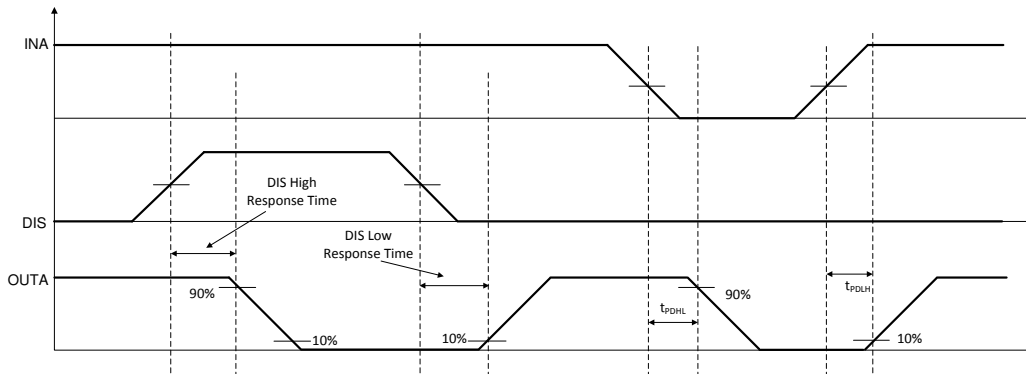 INA
DIS High
Response Time
DIS
DIS Low
Response Time
OUTA
90%
10%
10%
tPDHL
90%
tPDLH
10%